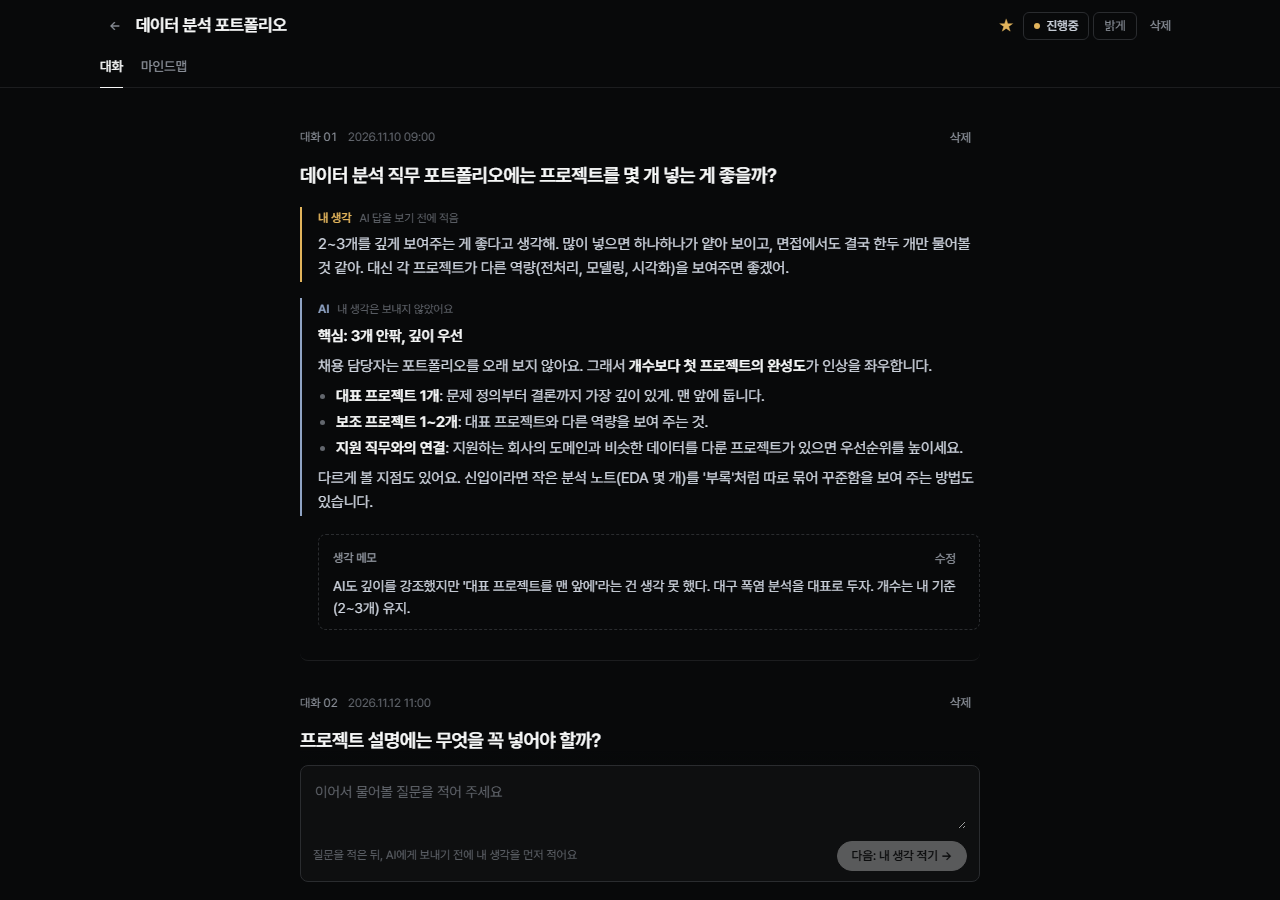 ← 데이터 분석 포트폴리오
★ 진행중 밝게 삭제
대화 마인드맵
대화 01 2026.11.10 09:00 삭제
데이터 분석 직무 포트폴리오에는 프로젝트를 몇 개 넣는 게 좋을까?
내 생각 AI 답을 보기 전에 적음
2~3개를 깊게 보여주는 게 좋다고 생각해. 많이 넣으면 하나하나가 얕아 보이고, 면접에서도 결국 한두 개만 물어볼
것 같아. 대신 각 프로젝트가 다른 역량(전처리, 모델링, 시각화)을 보여주면 좋겠어.
AI 내 생각은 보내지 않았어요
핵심: 3개 안팎, 깊이 우선
채용 담당자는 포트폴리오를 오래 보지 않아요. 그래서 개수보다 첫 프로젝트의 완성도가 인상을 좌우합니다.
• 대표 프로젝트 1개: 문제 정의부터 결론까지 가장 깊이 있게. 맨 앞에 둡니다.
• 보조 프로젝트 1~2개: 대표 프로젝트와 다른 역량을 보여 주는 것.
• 지원 직무와의 연결: 지원하는 회사의 도메인과 비슷한 데이터를 다룬 프로젝트가 있으면 우선순위를 높이세요.
다르게 볼 지점도 있어요. 신입이라면 작은 분석 노트(EDA 몇 개)를 '부록'처럼 따로 묶어 꾸준함을 보여 주는 방법도
있습니다.
생각 메모 수정
AI도 깊이를 강조했지만 '대표 프로젝트를 맨 앞에'라는 건 생각 못 했다. 대구 폭염 분석을 대표로 두자. 개수는 내 기준
(2~3개) 유지.
대화 02 2026.11.12 11:00 삭제
프로젝트 설명에는 무엇을 꼭 넣어야 할까?
이어서 물어볼 질문을 적어 주세요
질문을 적은 뒤, AI에게 보내기 전에 내 생각을 먼저 적어요 다음: 내 생각 적기 →